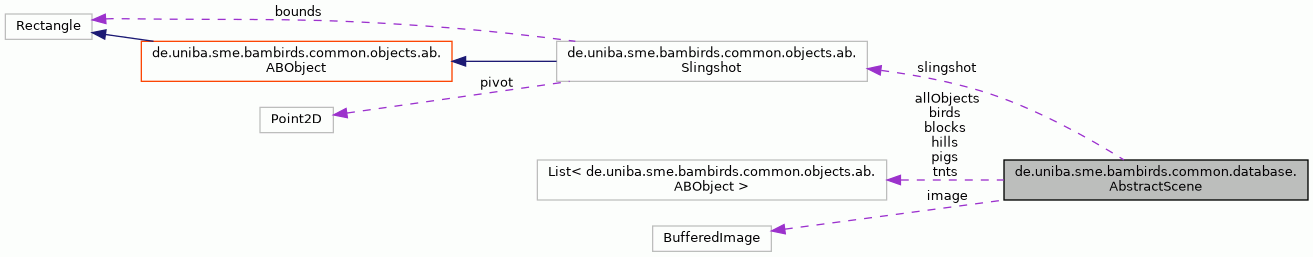 bounds
Rectangle
de.uniba.sme.bambirds.common.objects.ab.
ABObject
de.uniba.sme.bambirds.common.objects.ab.
Slingshot
pivot
Point2D
slingshot
allObjects
birds
blocks
hills
pigs
tnts
List< de.uniba.sme.bambirds.common.objects.ab.
ABObject >
de.uniba.sme.bambirds.common.database.
AbstractScene
image
BufferedImage